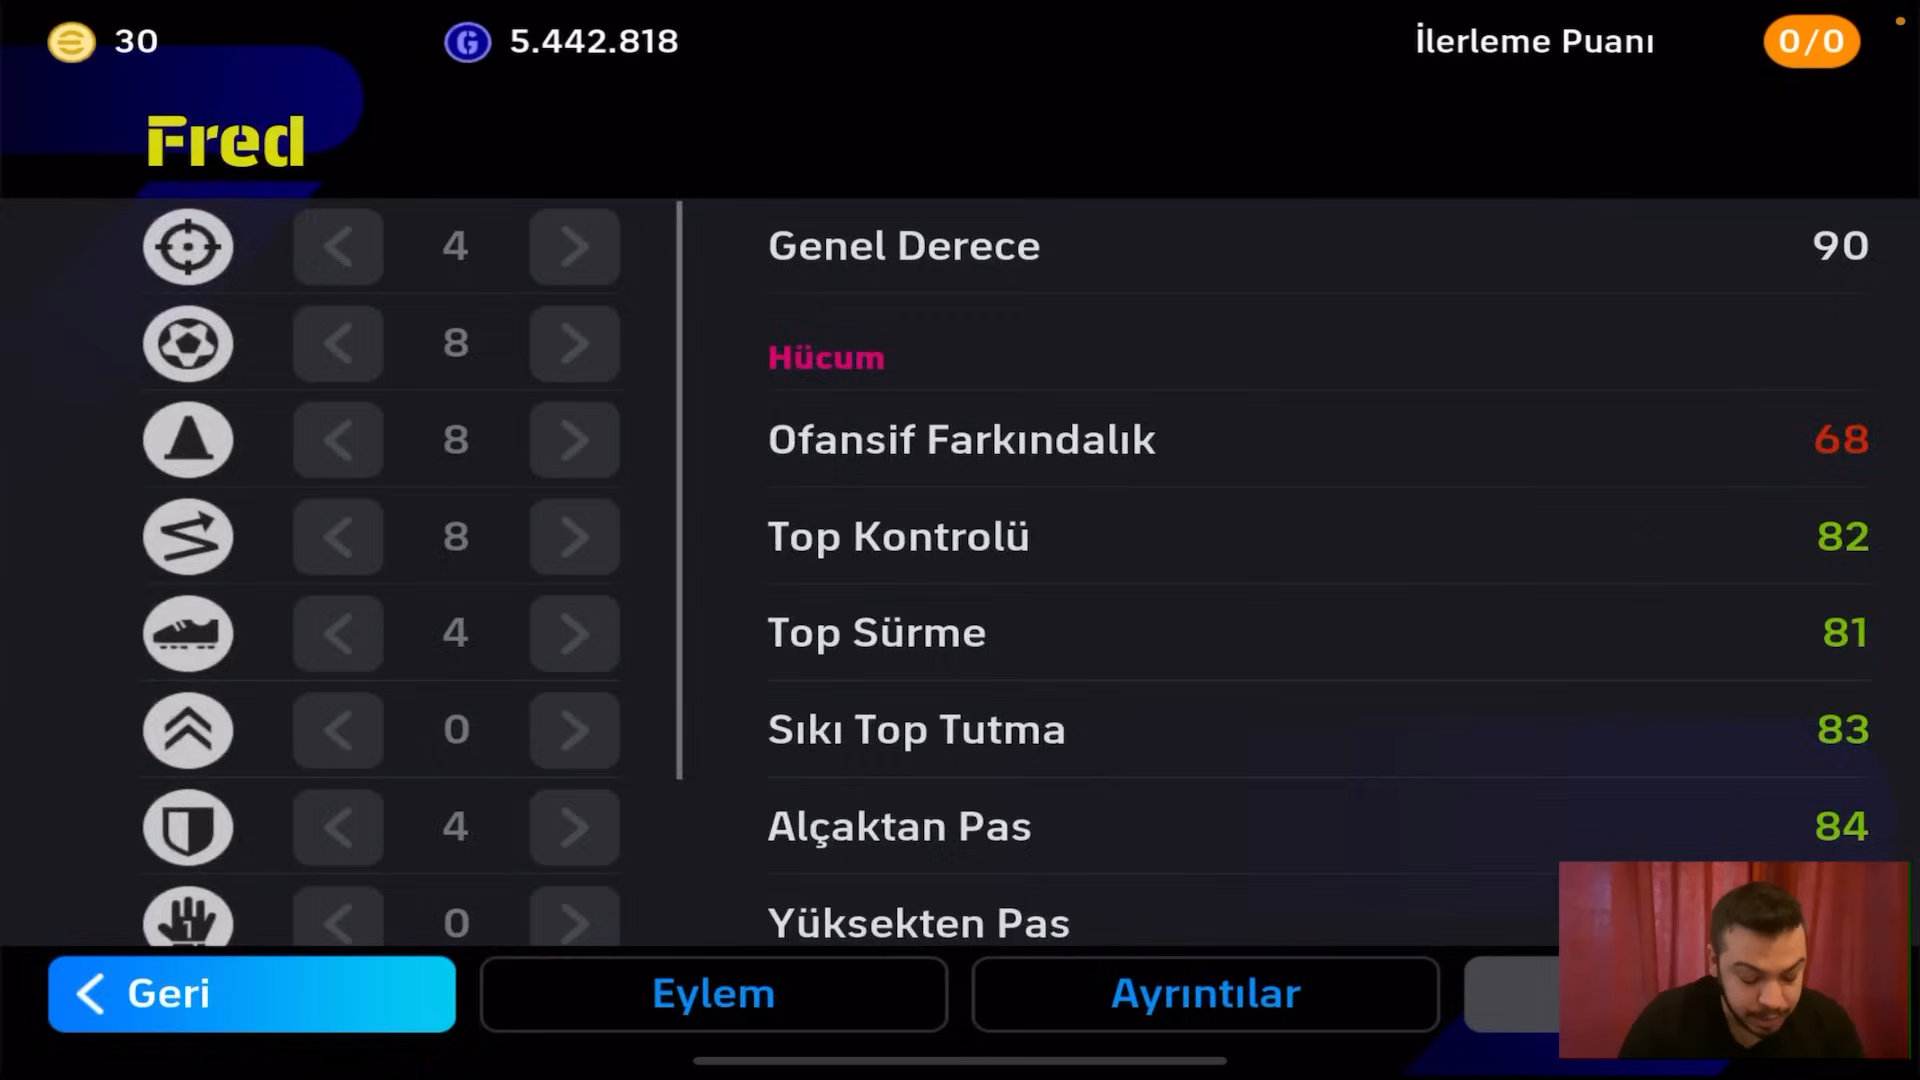 30
5.442.818
İlerleme Puanı
0/0
Fred
4
8
8
8
4
0
4
0
Genel Derece
90
Hücum
Ofansif Farkındalık
68
Top Kontrolü
82
Top Sürme
81
Sıkı Top Tutma
83
Alçaktan Pas
84
Yüksekten Pas
Geri
Eylem
Ayrıntılar